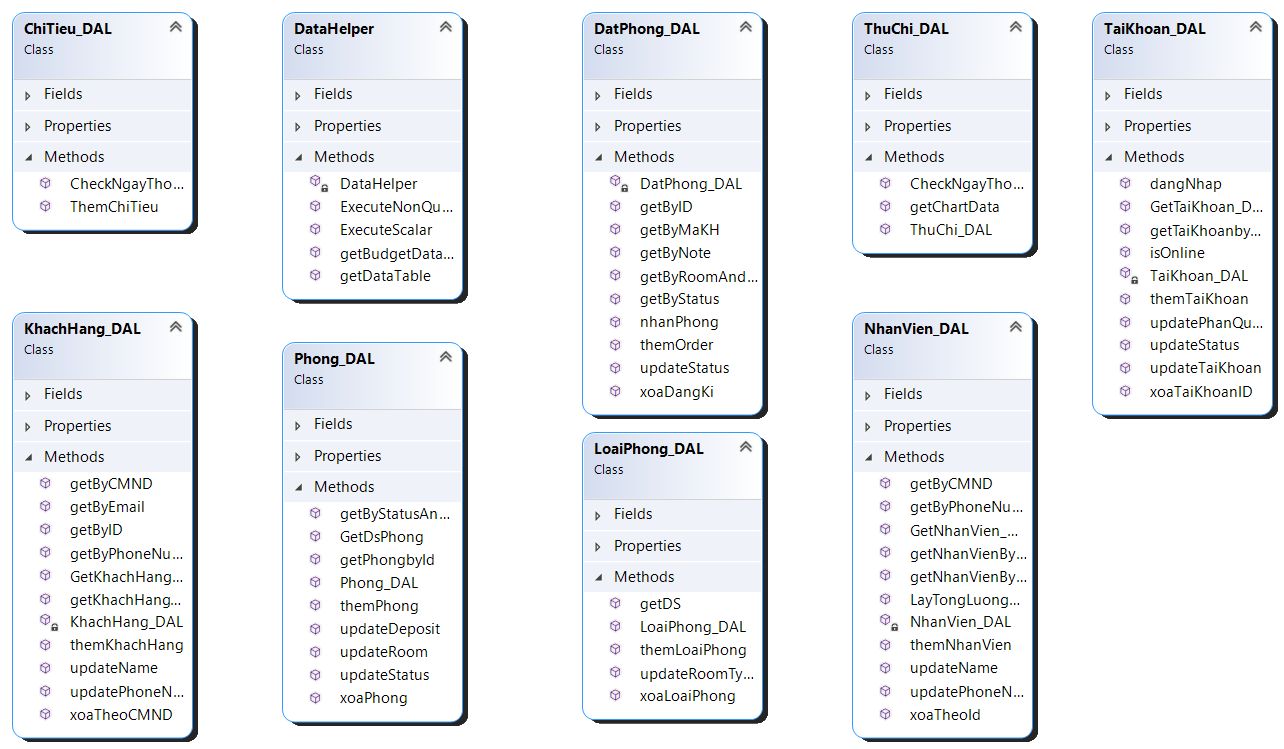 ChiTieu_DAL
Class
Fields
Properties
Methods
CheckNgayTho...
ThemChiTieu
DataHelper
Class
Fields
Properties
Methods
DataHelper
ExecuteNonQu...
ExecuteScalar
getBudgetData...
getDataTable
DatPhong_DAL
Class
Fields
Properties
Methods
DatPhong_DAL
getByID
getByMaKH
getByNote
getByRoomAnd...
getByStatus
nhanPhong
themOrder
updateStatus
xoaDangKi
ThuChi_DAL
Class
Fields
Properties
Methods
CheckNgayTho...
getChartData
ThuChi_DAL
TaiKhoan_DAL
Class
Fields
Properties
Methods
dangNhap
GetTaiKhoan_D...
getTaiKhoanby...
isOnline
TaiKhoan_DAL
themTaiKhoan
updatePhanQu...
updateStatus
updateTaiKhoan
xoaTaiKhoanID
KhachHang_DAL
Class
Fields
Properties
Methods
getByCMND
getByEmail
getByID
getByPhoneNu...
GetKhachHang...
getKhachHang...
KhachHang_DAL
themKhachHang
updateName
updatePhoneN...
xoaTheoCMND
Phong_DAL
Class
Fields
Properties
Methods
getByStatusAn...
GetDsPhong
getPhongbyId
Phong_DAL
themPhong
updateDeposit
updateRoom
updateStatus
xoaPhong
LoaiPhong_DAL
Class
Fields
Properties
Methods
getDS
LoaiPhong_DAL
themLoaiPhong
updateRoomTy...
xoaLoaiPhong
NhanVien_DAL
Class
Fields
Properties
Methods
getByCMND
getByPhoneNu...
GetNhanVien_...
getNhanVienBy...
getNhanVienBy...
LayTongLuong...
NhanVien_DAL
themNhanVien
updateName
updatePhoneN...
xoaTheoId